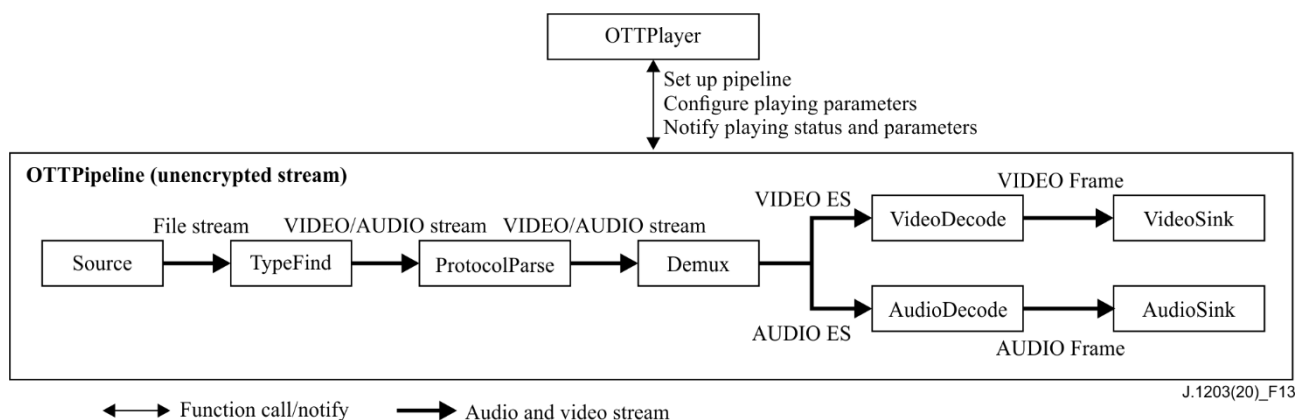 OTTPlayer
Set up pipeline
Configure playing parameters
Notify playing status and parameters
OTTPipeline (unencrypted stream)
File stream
VIDEO/AUDIO stream
VIDEO/AUDIO stream
VIDEO ES
VIDEO Frame
Source
TypeFind
ProtocolParse
Demux
VideoDecode
VideoSink
AudioDecode
AudioSink
AUDIO ES
AUDIO Frame
J.1203(20)_F13
Function call/notify
Audio and video stream